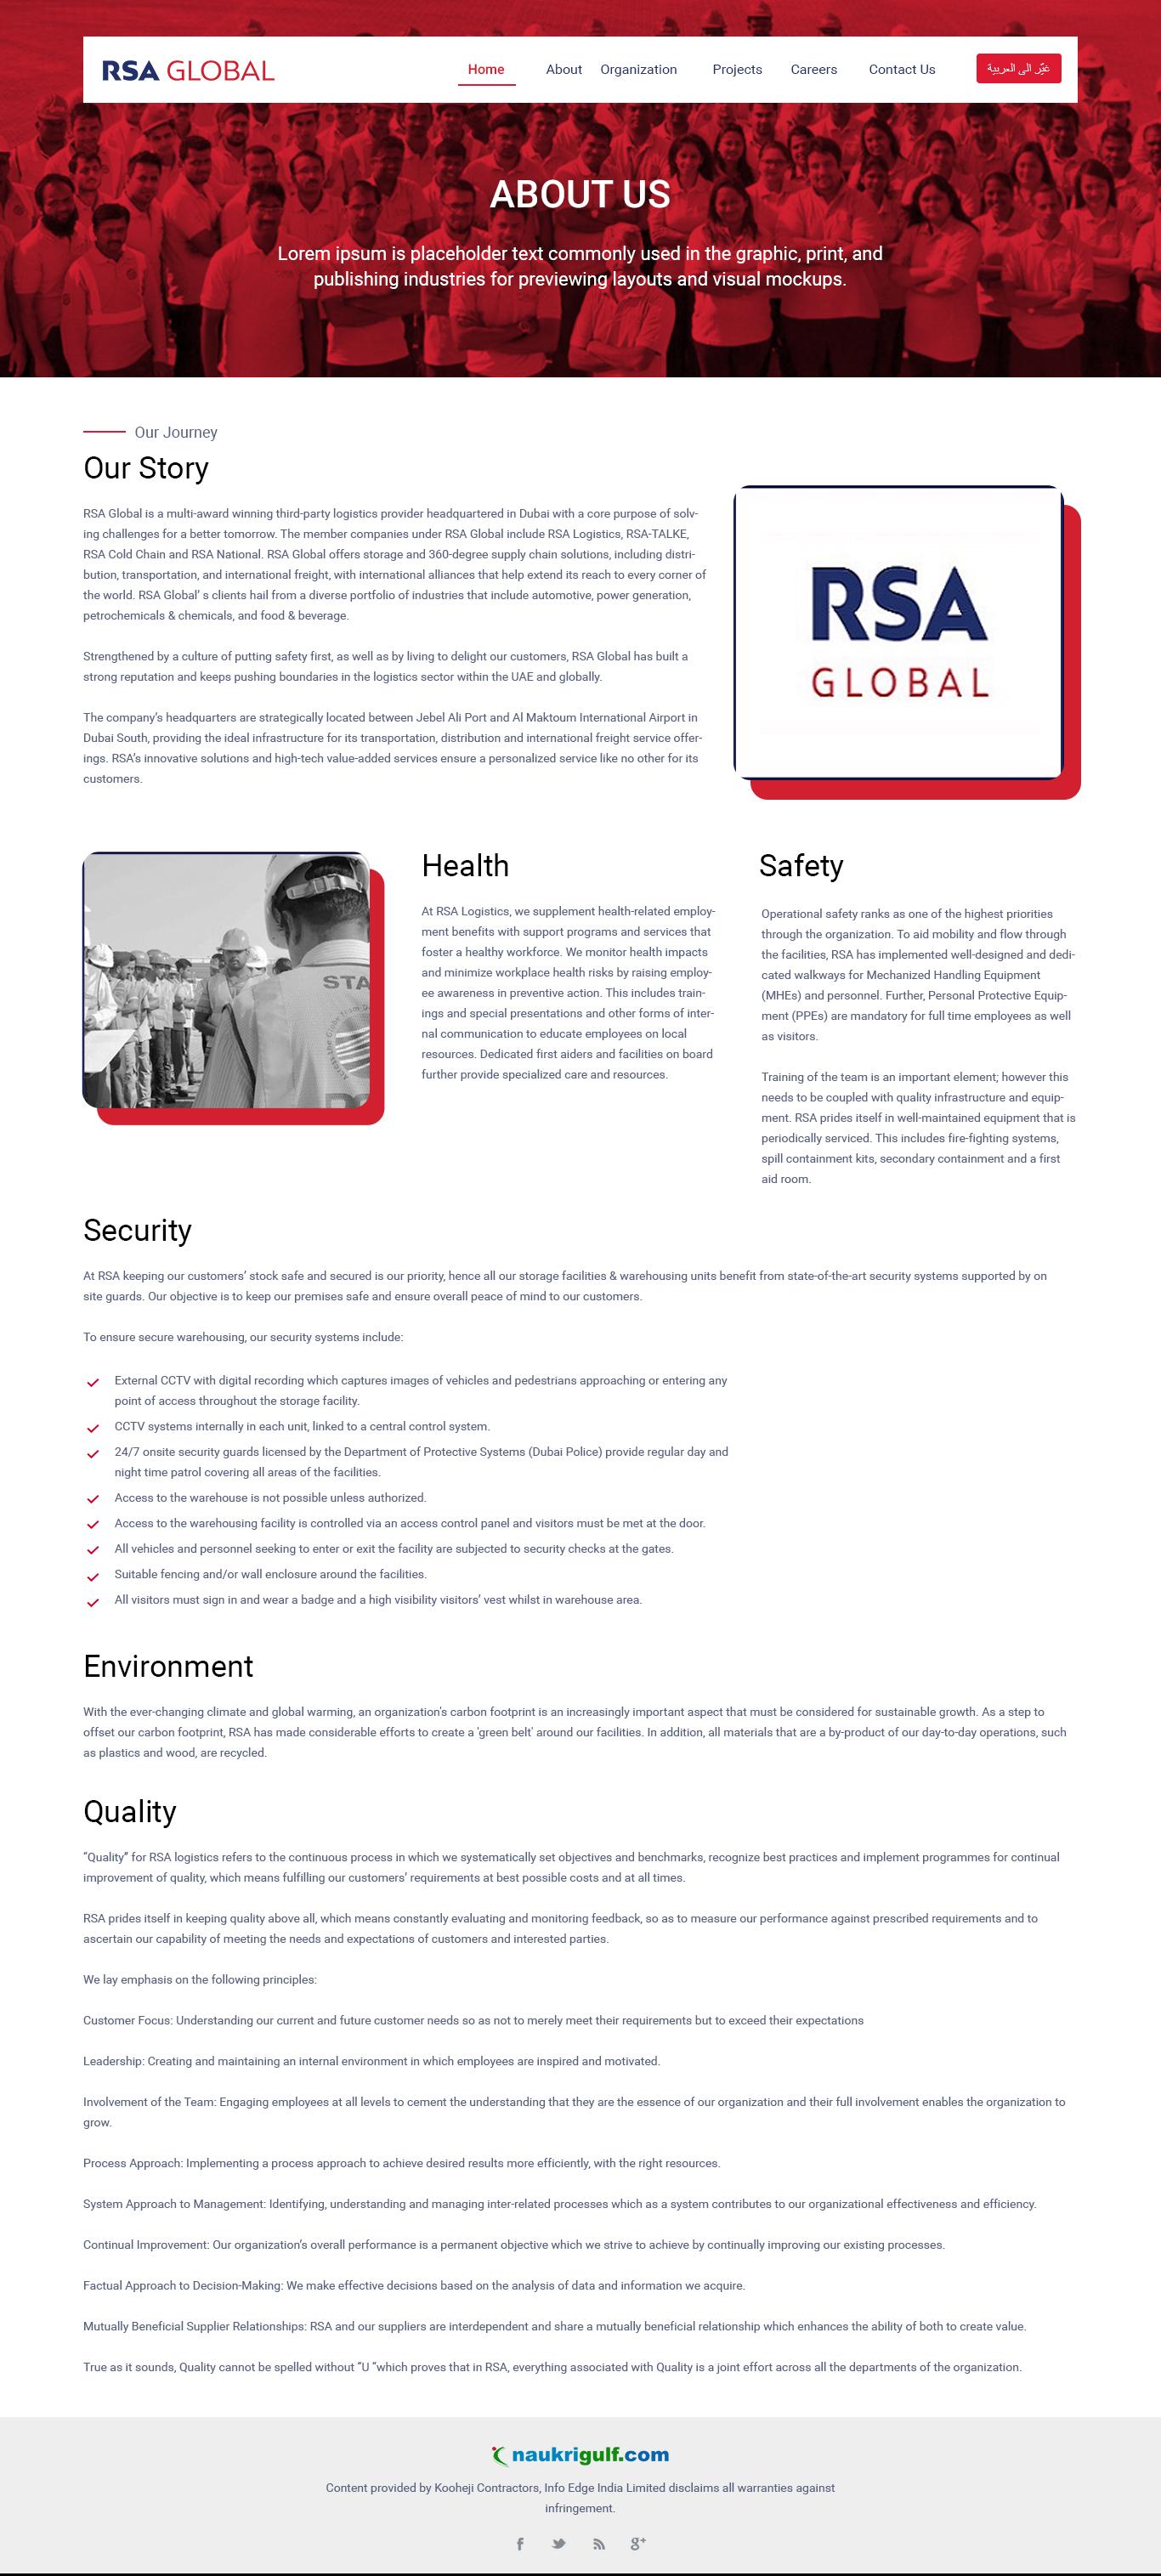 RSA GLOBAL
Home About Organization Projects Careers Contact Us غيّر الى العربية
ABOUT US
Lorem ipsum is placeholder text commonly used in the graphic, print, and
publishing industries for previewing layouts and visual mockups.
Our Journey
Our Story
RSA Global is a multi-award winning third-party logistics provider headquartered in Dubai with a core purpose of solv-
ing challenges for a better tomorrow. The member companies under RSA Global include RSA Logistics, RSA-TALKE,
RSA Cold Chain and RSA National. RSA Global offers storage and 360-degree supply chain solutions, including distri-
bution, transportation, and international freight, with international alliances that help extend its reach to every corner of
the world. RSA Global’ s clients hail from a diverse portfolio of industries that include automotive, power generation,
petrochemicals & chemicals, and food & beverage.
Strengthened by a culture of putting safety first, as well as by living to delight our customers, RSA Global has built a
strong reputation and keeps pushing boundaries in the logistics sector within the UAE and globally.
The company’s headquarters are strategically located between Jebel Ali Port and Al Maktoum International Airport in
Dubai South, providing the ideal infrastructure for its transportation, distribution and international freight service offer-
ings. RSA’s innovative solutions and high-tech value-added services ensure a personalized service like no other for its
customers.
RSA
GLOBAL
STA
Health
At RSA Logistics, we supplement health-related employ-
ment benefits with support programs and services that
foster a healthy workforce. We monitor health impacts
and minimize workplace health risks by raising employ-
ee awareness in preventive action. This includes train-
ings and special presentations and other forms of inter-
nal communication to educate employees on local
resources. Dedicated first aiders and facilities on board
further provide specialized care and resources.
Safety
Operational safety ranks as one of the highest priorities
through the organization. To aid mobility and flow through
the facilities, RSA has implemented well-designed and dedi-
cated walkways for Mechanized Handling Equipment
(MHEs) and personnel. Further, Personal Protective Equip-
ment (PPEs) are mandatory for full time employees as well
as visitors.
Training of the team is an important element; however this
needs to be coupled with quality infrastructure and equip-
ment. RSA prides itself in well-maintained equipment that is
periodically serviced. This includes fire-fighting systems,
spill containment kits, secondary containment and a first
aid room.
Security
At RSA keeping our customers’ stock safe and secured is our priority, hence all our storage facilities & warehousing units benefit from state-of-the-art security systems supported by on
site guards. Our objective is to keep our premises safe and ensure overall peace of mind to our customers.
To ensure secure warehousing, our security systems include:
External CCTV with digital recording which captures images of vehicles and pedestrians approaching or entering any
point of access throughout the storage facility.
CCTV systems internally in each unit, linked to a central control system.
24/7 onsite security guards licensed by the Department of Protective Systems (Dubai Police) provide regular day and
night time patrol covering all areas of the facilities.
Access to the warehouse is not possible unless authorized.
Access to the warehousing facility is controlled via an access control panel and visitors must be met at the door.
All vehicles and personnel seeking to enter or exit the facility are subjected to security checks at the gates.
Suitable fencing and/or wall enclosure around the facilities.
All visitors must sign in and wear a badge and a high visibility visitors’ vest whilst in warehouse area.
Environment
With the ever-changing climate and global warming, an organization's carbon footprint is an increasingly important aspect that must be considered for sustainable growth. As a step to
offset our carbon footprint, RSA has made considerable efforts to create a 'green belt' around our facilities. In addition, all materials that are a by-product of our day-to-day operations, such
as plastics and wood, are recycled.
Quality
“Quality” for RSA logistics refers to the continuous process in which we systematically set objectives and benchmarks, recognize best practices and implement programmes for continual
improvement of quality, which means fulfilling our customers’ requirements at best possible costs and at all times.
RSA prides itself in keeping quality above all, which means constantly evaluating and monitoring feedback, so as to measure our performance against prescribed requirements and to
ascertain our capability of meeting the needs and expectations of customers and interested parties.
We lay emphasis on the following principles:
Customer Focus: Understanding our current and future customer needs so as not to merely meet their requirements but to exceed their expectations
Leadership: Creating and maintaining an internal environment in which employees are inspired and motivated.
Involvement of the Team: Engaging employees at all levels to cement the understanding that they are the essence of our organization and their full involvement enables the organization to
grow.
Process Approach: Implementing a process approach to achieve desired results more efficiently, with the right resources.
System Approach to Management: Identifying, understanding and managing inter-related processes which as a system contributes to our organizational effectiveness and efficiency.
Continual Improvement: Our organization’s overall performance is a permanent objective which we strive to achieve by continually improving our existing processes.
Factual Approach to Decision-Making: We make effective decisions based on the analysis of data and information we acquire.
Mutually Beneficial Supplier Relationships: RSA and our suppliers are interdependent and share a mutually beneficial relationship which enhances the ability of both to create value.
True as it sounds, Quality cannot be spelled without “U “which proves that in RSA, everything associated with Quality is a joint effort across all the departments of the organization.
naukrigulf.com
Content provided by Kooheji Contractors, Info Edge India Limited disclaims all warranties against
infringement.